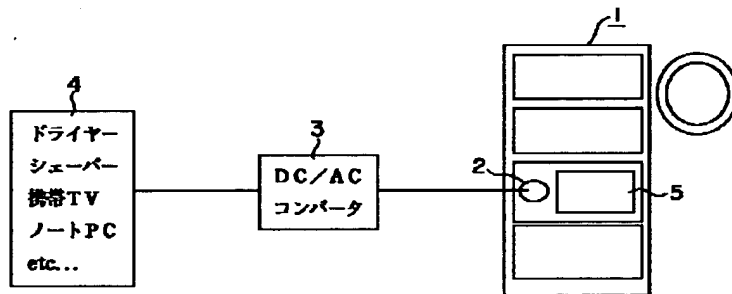 1
4
ドライヤー
シェーバー
携帯TV
ノートPC
etc...
3
DC/AC
コンバータ
2
5